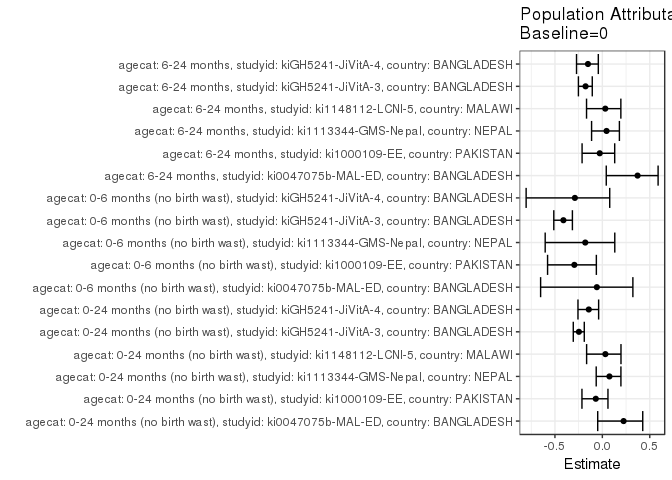 Population Attributa
Baseline=0
agecat: 6-24 months, studyid: kiGH5241-JiVitA-4, country: BANGLADESH
agecat: 6-24 months, studyid: kiGH5241-JiVitA-3, country: BANGLADESH
agecat: 6-24 months, studyid: ki1148112-LCNI-5, country: MALAWI
agecat: 6-24 months, studyid: ki1113344-GMS-Nepal, country: NEPAL
agecat: 6-24 months, studyid: ki1000109-EE, country: PAKISTAN
agecat: 6-24 months, studyid: ki0047075b-MAL-ED, country: BANGLADESH
agecat: 0-6 months (no birth wast), studyid: kiGH5241-JiVitA-4, country: BANGLADESH
agecat: 0-6 months (no birth wast), studyid: kiGH5241-JiVitA-3, country: BANGLADESH
agecat: 0-6 months (no birth wast), studyid: ki1113344-GMS-Nepal, country: NEPAL
agecat: 0-6 months (no birth wast), studyid: ki1000109-EE, country: PAKISTAN
agecat: 0-6 months (no birth wast), studyid: ki0047075b-MAL-ED, country: BANGLADESH
agecat: 0-24 months (no birth wast), studyid: kiGH5241-JiVitA-4, country: BANGLADESH
agecat: 0-24 months (no birth wast), studyid: kiGH5241-JiVitA-3, country: BANGLADESH
agecat: 0-24 months (no birth wast), studyid: ki1148112-LCNI-5, country: MALAWI
agecat: 0-24 months (no birth wast), studyid: ki1113344-GMS-Nepal, country: NEPAL
agecat: 0-24 months (no birth wast), studyid: ki1000109-EE, country: PAKISTAN
agecat: 0-24 months (no birth wast), studyid: ki0047075b-MAL-ED, country: BANGLADESH
-0.5 0.0 0.5
Estimate